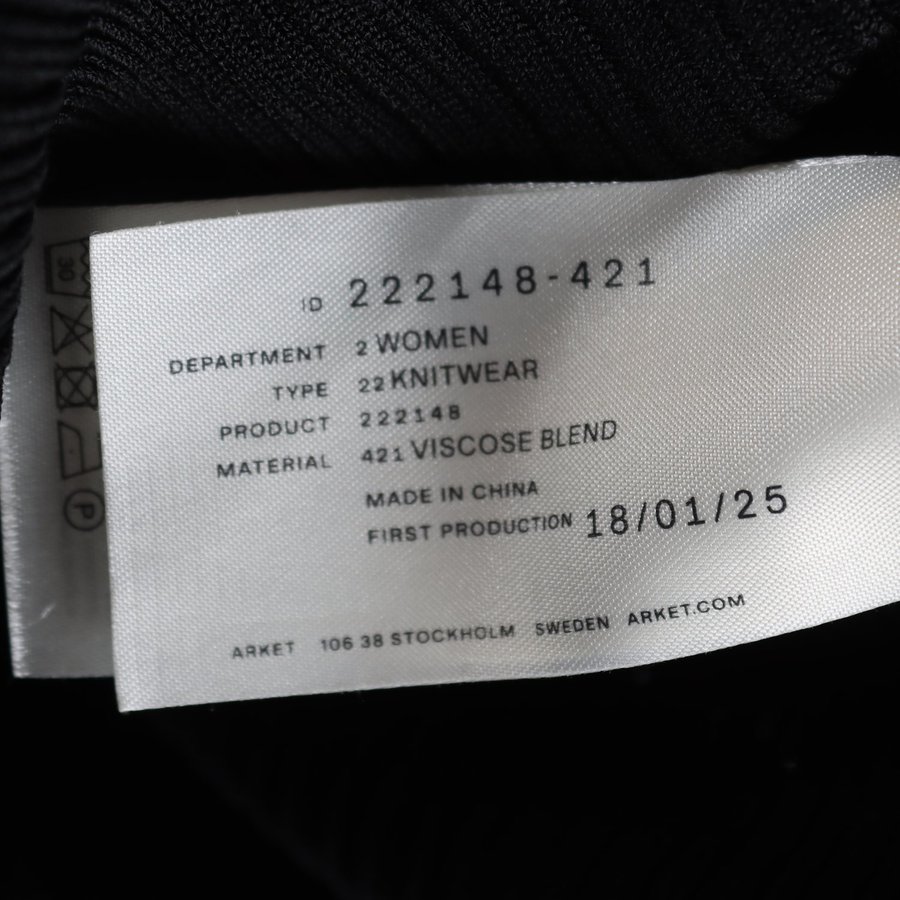 ID 222148-421
DEPARTMENT 2 WOMEN
TYPE 22 KNITWEAR
PRODUCT 222148
MATERIAL 421 VISCOSE BLEND
MADE IN CHINA
FIRST PRODUCTION 18/01/25
ARKET 106 38 STOCKHOLM SWEDEN ARKET.COM
30
P